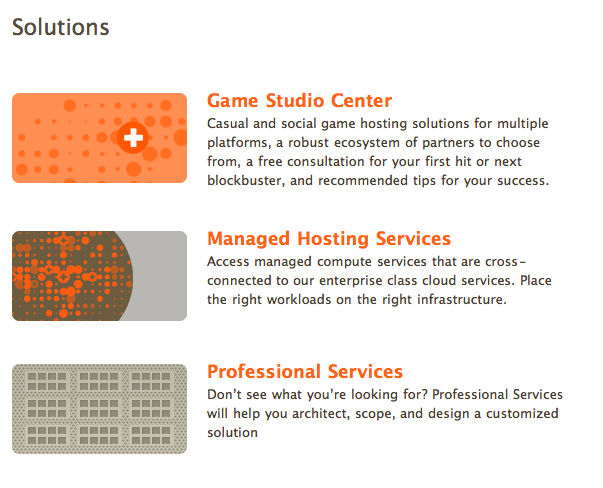 Solutions
Game Studio Center
Casual and social game hosting solutions for multiple
platforms, a robust ecosystem of partners to choose
from, a free consultation for your first hit or next
blockbuster, and recommended tips for your success.
Managed Hosting Services
Access managed compute services that are cross-
connected to our enterprise class cloud services. Place
the right workloads on the right infrastructure.
Professional Services
Don't see what you're looking for? Professional Services
will help you architect, scope, and design a customized
solution